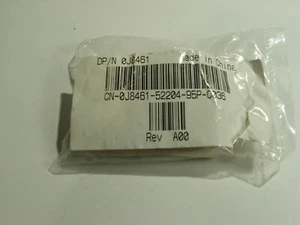 DP/N 0J8461 Made in China
CN-0J8461-52204-95P-0336
Rev A00